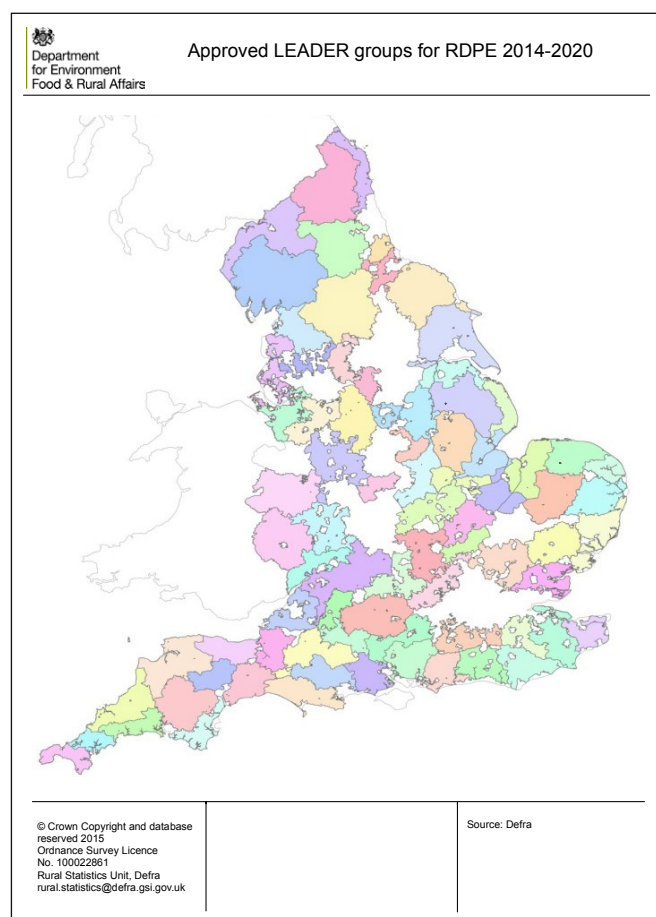 Department
for Environment
Food & Rural Affairs
Approved LEADER groups for RDPE 2014-2020
© Crown Copyright and database
reserved 2015
Ordnance Survey Licence
No. 100022861
Rural Statistics Unit, Defra
rural.statistics@defra.gsi.gov.uk
Source: Defra